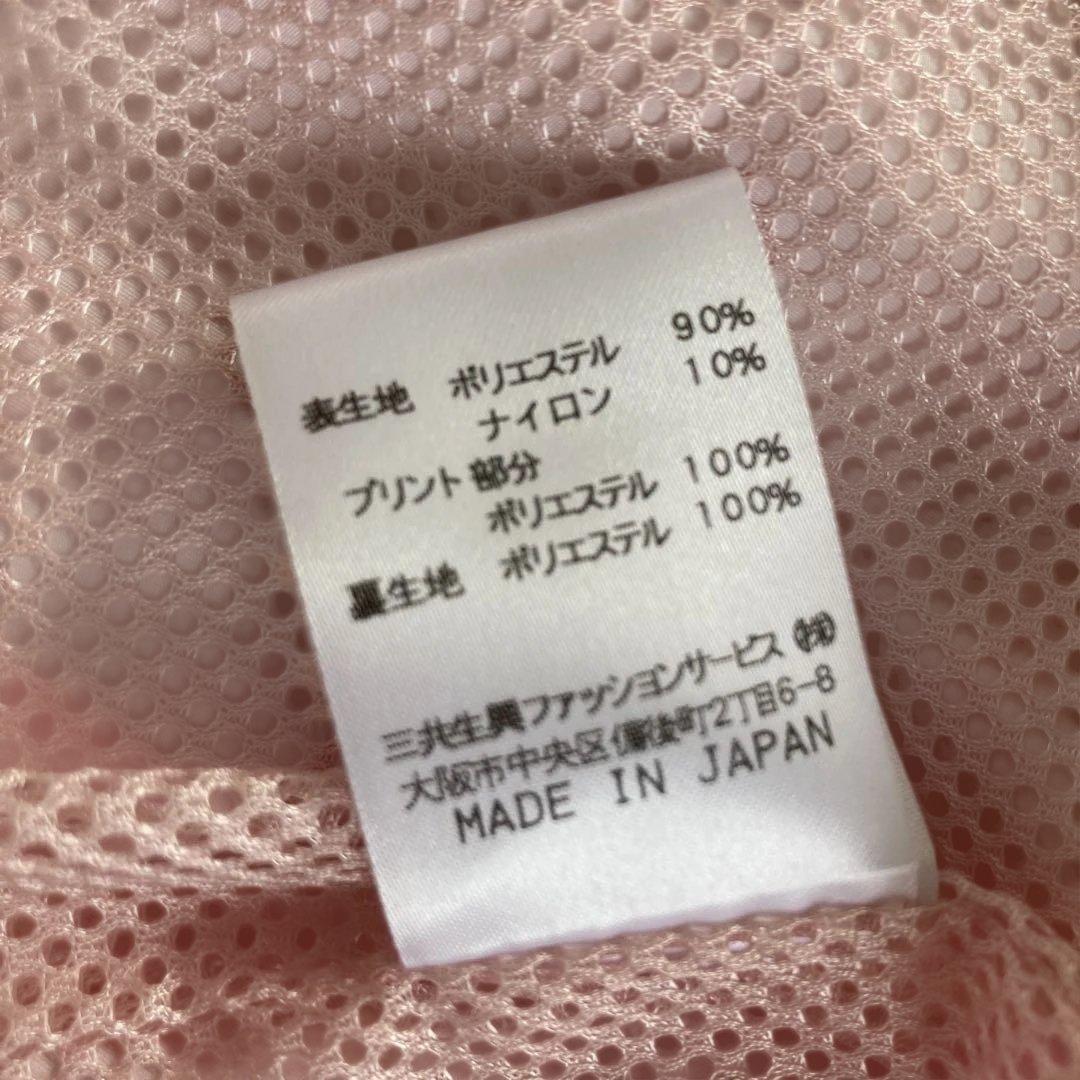 表生地 ポリエステル 90%
ナイロン 10%
プリント部分
ポリエステル 100%
裏生地 ポリエステル 100%
三共生興ファッションサービス㈱
大阪市中央区備後町2丁目6-8
MADE IN JAPAN